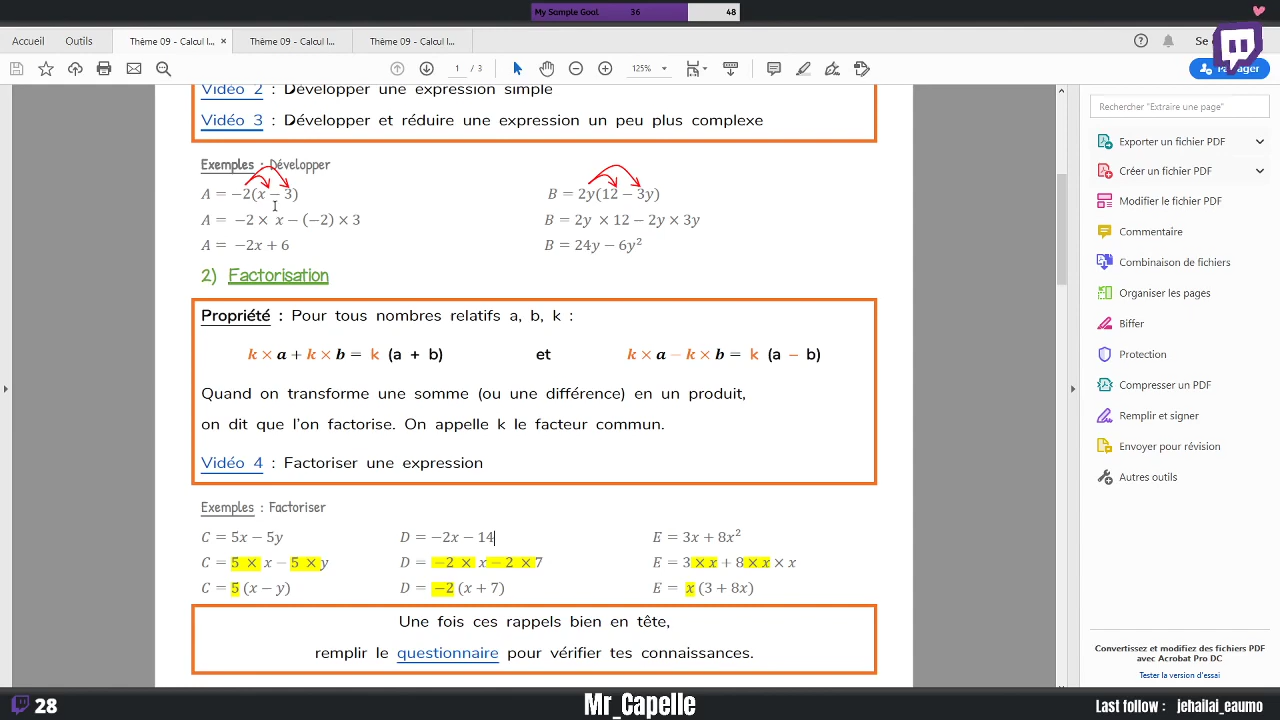 My Sample Goal 36 48
Accueil Outils Thème 09 - Calcul l... × Thème 09 - Calcul l... Thème 09 - Calcul l... Se
1 / 3 125% Partager
Vidéo 2 : Développer une expression simple
Vidéo 3 : Développer et réduire une expression un peu plus complexe
Exemples : Développer
A = −2(x − 3) B = 2y(12 − 3y)
A = −2 × x − (−2) × 3 B = 2y × 12 − 2y × 3y
A = −2x + 6 B = 24y − 6y²
2) Factorisation
Propriété : Pour tous nombres relatifs a, b, k :
k × a + k × b = k (a + b) et k × a − k × b = k (a − b)
Quand on transforme une somme (ou une différence) en un produit,
on dit que l'on factorise. On appelle k le facteur commun.
Vidéo 4 : Factoriser une expression
Exemples : Factoriser
C = 5x − 5y D = −2x − 14 E = 3x + 8x²
C = 5 × x − 5 × y D = −2 × x − 2 × 7 E = 3 × x + 8 × x × x
C = 5 (x − y) D = −2 (x + 7) E = x (3 + 8x)
Une fois ces rappels bien en tête,
remplir le questionnaire pour vérifier tes connaissances.
Rechercher "Extraire une page"
Exporter un fichier PDF
Créer un fichier PDF
Modifier le fichier PDF
Commentaire
Combinaison de fichiers
Organiser les pages
Biffer
Protection
Compresser un PDF
Remplir et signer
Envoyer pour révision
Autres outils
Convertissez et modifiez des fichiers PDF
avec Acrobat Pro DC
Tester la version d'essai
28 Mr_Capelle Last follow : jehailai_eaumo